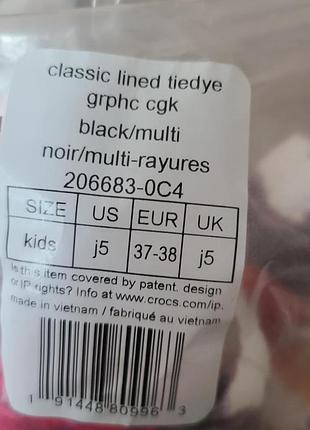 classic lined tiedye
grphc cgk
black/multi
noir/multi-rayures
206683-0C4
SIZE US EUR UK
kids j5 37-38 j5
is this item covered by patent, design
or IP rights? Info at www.crocs.com/ip.
made in vietnam / fabriqué au vietnam
1 91448 80996 3